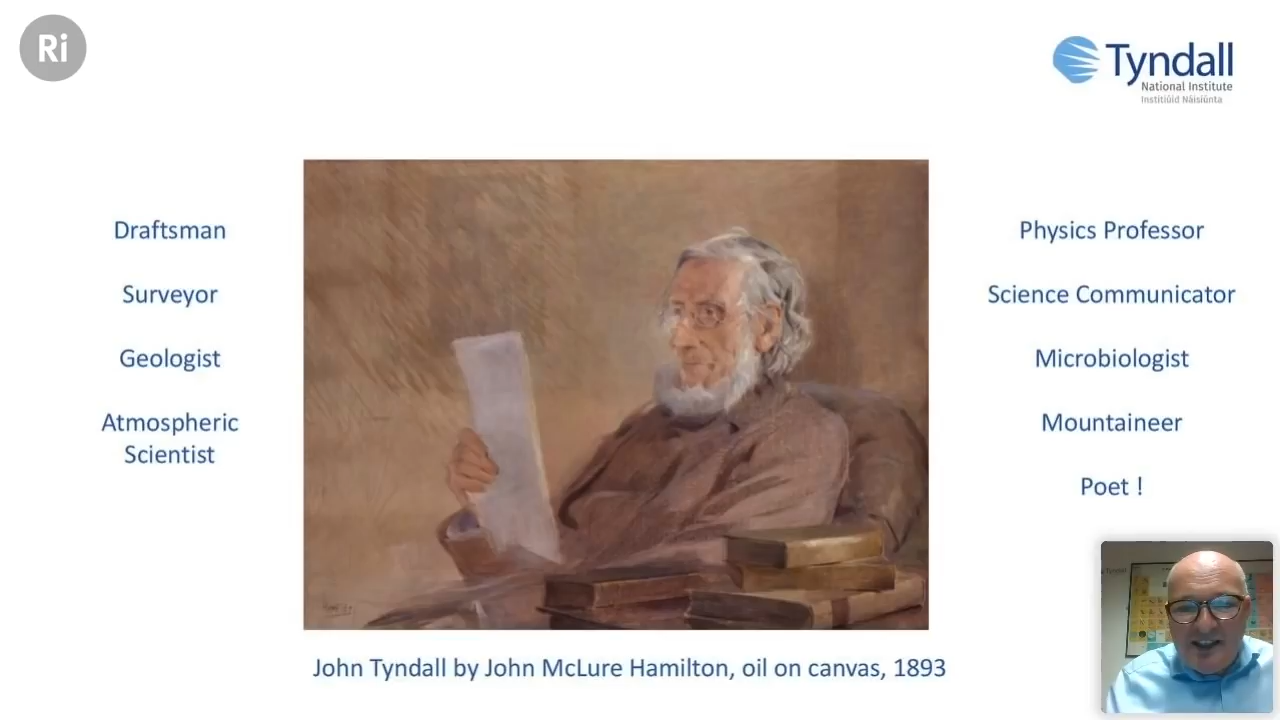 Ri
Tyndall
National Institute
Institiúid Náisiúnta
Draftsman
Surveyor
Geologist
Atmospheric
Scientist
Physics Professor
Science Communicator
Microbiologist
Mountaineer
Poet !
John Tyndall by John McLure Hamilton, oil on canvas, 1893
Tyndall